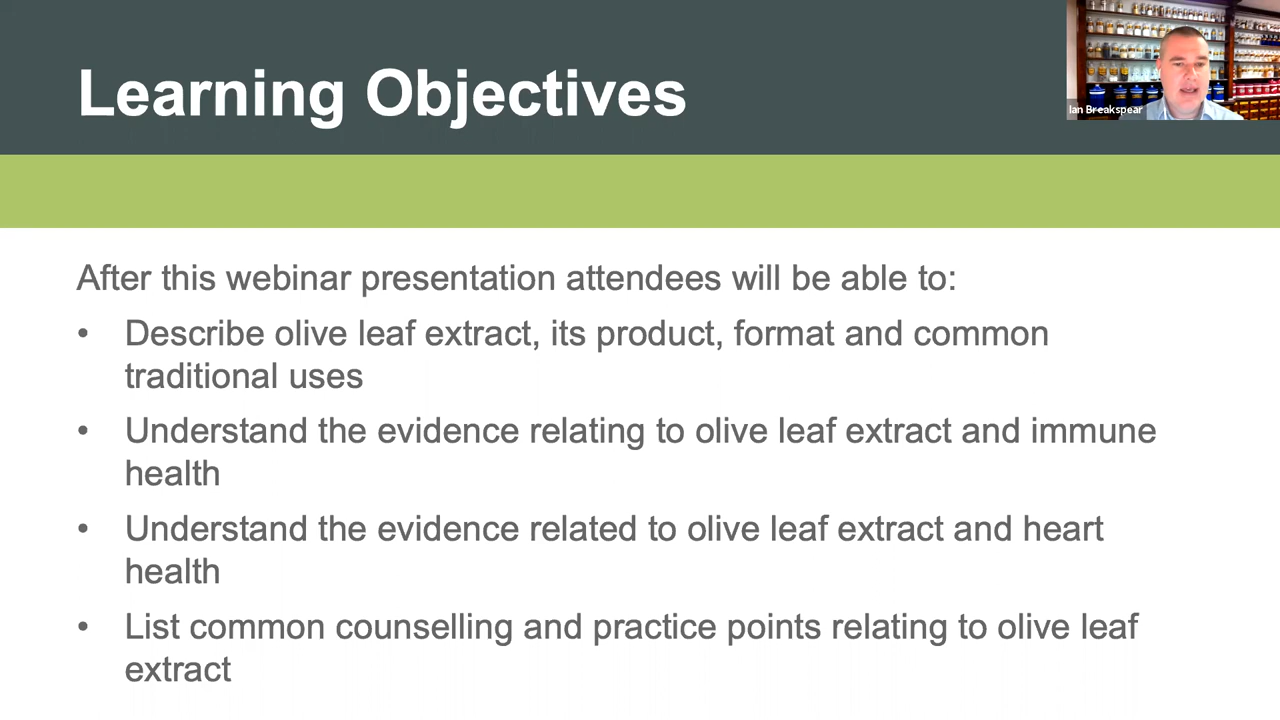 Learning Objectives
Ian Breakspear
After this webinar presentation attendees will be able to:
• Describe olive leaf extract, its product, format and common
traditional uses
• Understand the evidence relating to olive leaf extract and immune
health
• Understand the evidence related to olive leaf extract and heart
health
• List common counselling and practice points relating to olive leaf
extract